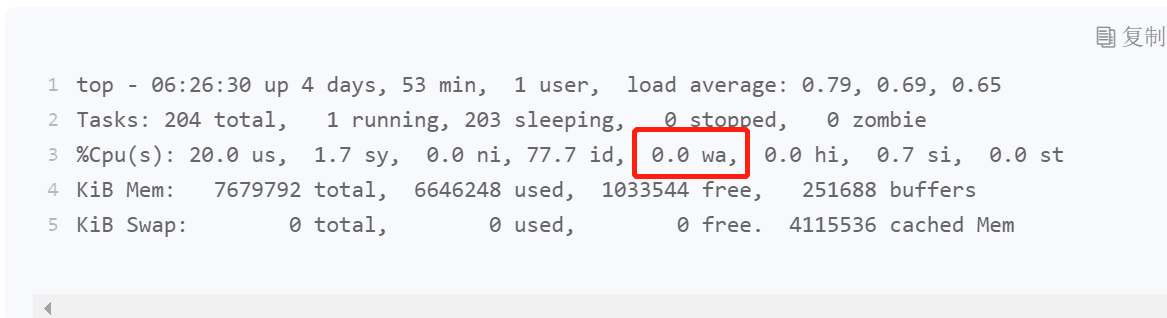 复制
1 top - 06:26:30 up 4 days, 53 min,  1 user,  load average: 0.79, 0.69, 0.65
2 Tasks: 204 total,   1 running, 203 sleeping,   0 stopped,   0 zombie
3 %Cpu(s): 20.0 us,  1.7 sy,  0.0 ni, 77.7 id,  0.0 wa,  0.0 hi,  0.7 si,  0.0 st
4 KiB Mem:   7679792 total,  6646248 used,  1033544 free,   251688 buffers
5 KiB Swap:        0 total,        0 used,        0 free.  4115536 cached Mem